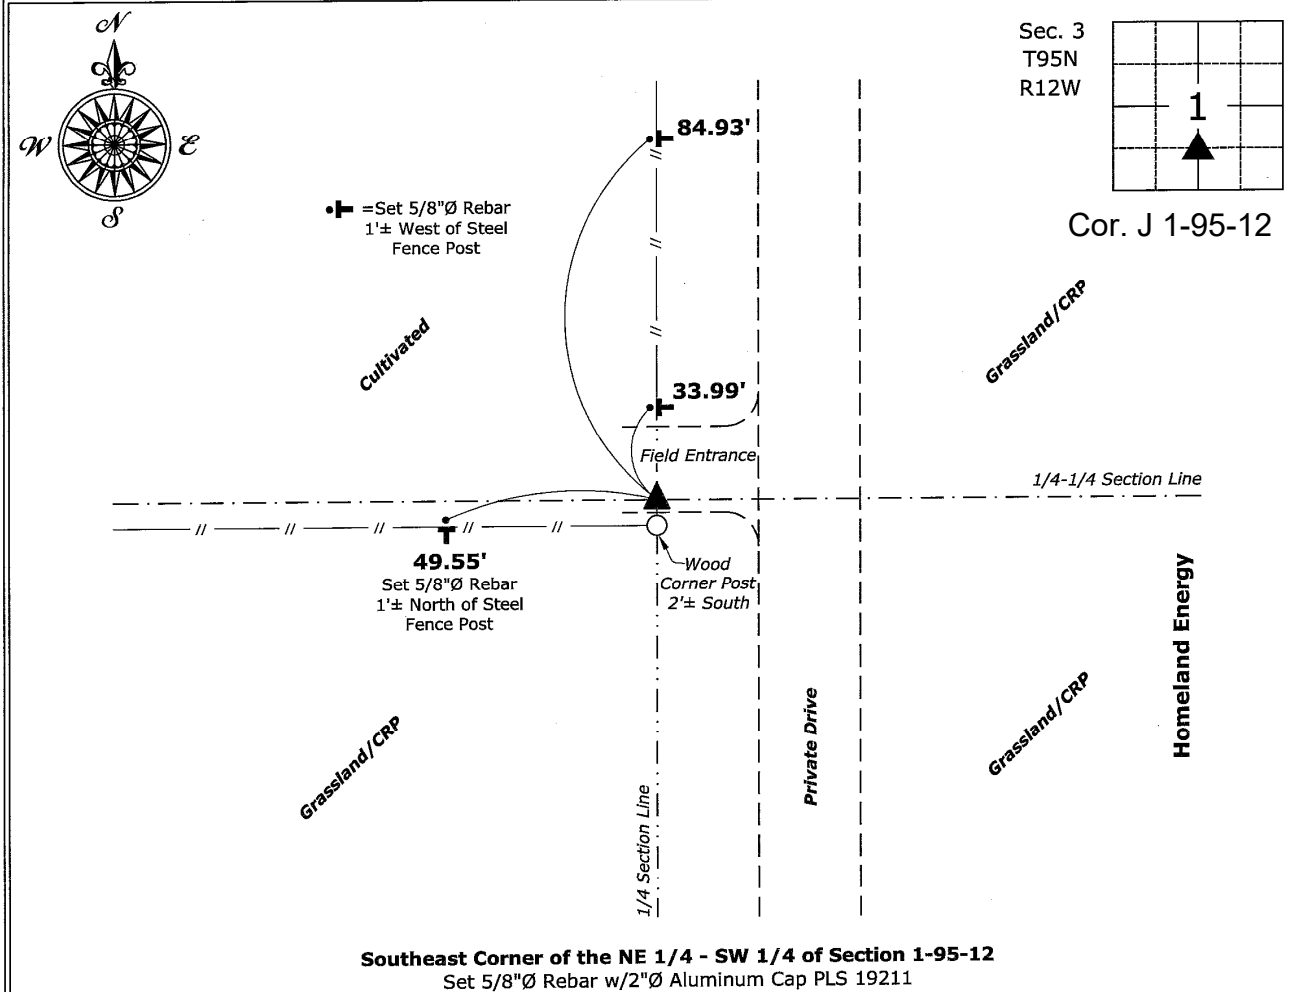 N
W
E
S
Sec. 3
T95N
R12W
1
Cor. J 1-95-12
=Set 5/8"Ø Rebar
1'± West of Steel
Fence Post
84.93'
Cultivated
Grassland/CRP
33.99'
Field Entrance
1/4-1/4 Section Line
49.55'
Set 5/8"Ø Rebar
1'± North of Steel
Fence Post
Wood
Corner Post
2'± South
Homeland Energy
Grassland/CRP
Private Drive
Grassland/CRP
1/4 Section Line
Southeast Corner of the NE 1/4 - SW 1/4 of Section 1-95-12
Set 5/8"Ø Rebar w/2"Ø Aluminum Cap PLS 19211